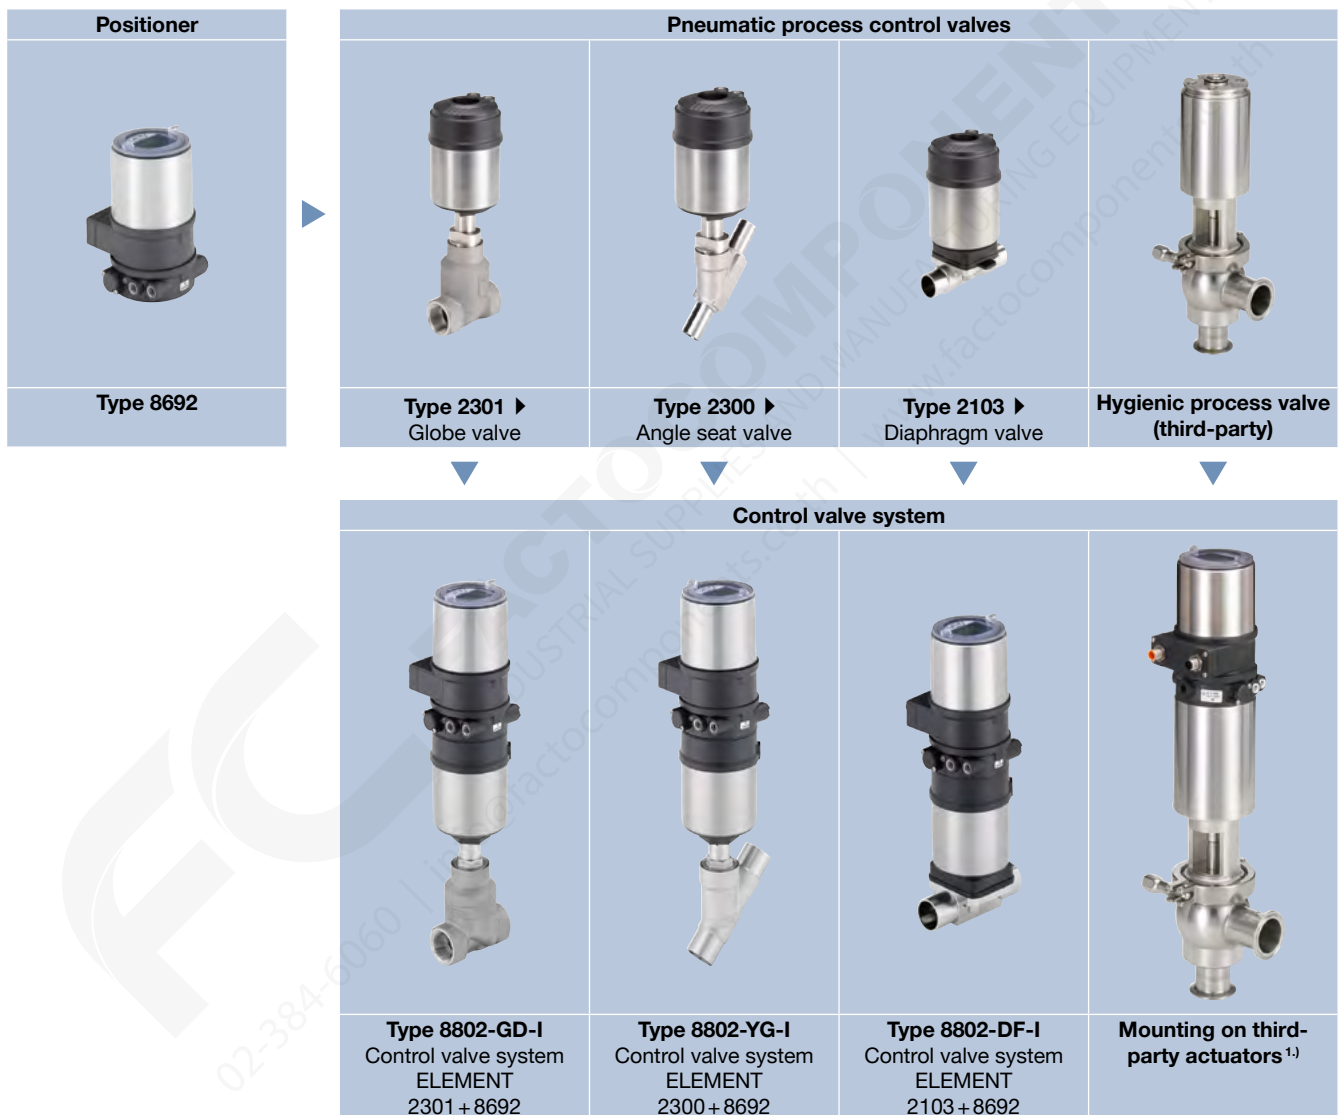 Positioner
Pneumatic process control valves
Type 8692
Type 2301 ▶
Globe valve
Type 2300 ▶
Angle seat valve
Type 2103 ▶
Diaphragm valve
Hygienic process valve
(third-party)
Control valve system
Type 8802-GD-I
Control valve system
ELEMENT
2301+8692
Type 8802-YG-I
Control valve system
ELEMENT
2300+8692
Type 8802-DF-I
Control valve system
ELEMENT
2103+8692
Mounting on third-
party actuators 1.)
FACTOCOMPONENT